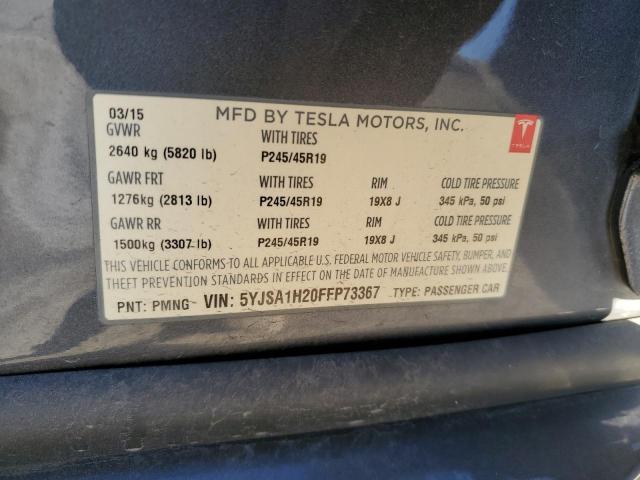 03/15 MFD BY TESLA MOTORS, INC.
GVWR WITH TIRES
2640 kg (5820 lb) P245/45R19
GAWR FRT WITH TIRES RIM COLD TIRE PRESSURE
1276kg (2813 lb) P245/45R19 19X8 J 345 kPa, 50 psi
GAWR RR WITH TIRES RIM COLD TIRE PRESSURE
1500kg (3307 lb) P245/45R19 19X8 J 345 kPa, 50 psi
THIS VEHICLE CONFORMS TO ALL APPLICABLE U.S. FEDERAL MOTOR VEHICLE SAFETY, BUMPER, AND
THEFT PREVENTION STANDARDS IN EFFECT ON THE DATE OF MANUFACTURE SHOWN ABOVE.
PNT: PMNG VIN: 5YJSA1H20FFP73367 TYPE: PASSENGER CAR
TESLA